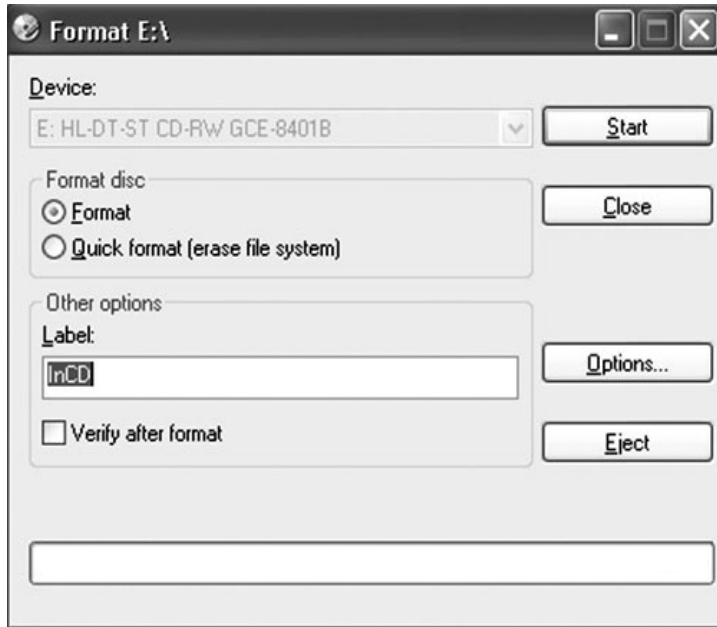 Format E:\
Device:
E: HL-DT-ST CD-RW GCE-8401B
Start
Format disc
Format
Close
Quick format (erase file system)
Other options
Label:
InCD
Options...
Verify after format
Eject